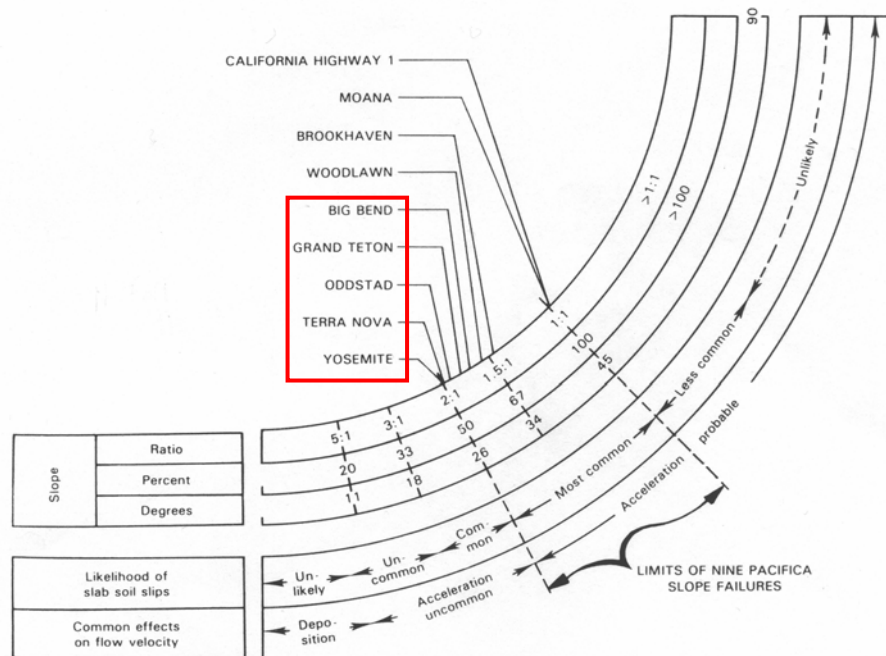 CALIFORNIA HIGHWAY 1
MOANA
BROOKHAVEN
WOODLAWN
BIG BEND
GRAND TETON
ODDSTAD
TERRA NOVA
YOSEMITE
90
>1:1
>100
Unlikely
1:1
100
45
Less common
1.5:1
67
34
2:1
50
26
3:1
33
18
5:1
20
11
Most common
Acceleration probable
Slope
Ratio
Percent
Degrees
Un-
likely
Un-
common
Com-
mon
Likelihood of
slab soil slips
Common effects
on flow velocity
Depo-
sition
Acceleration
uncommon
LIMITS OF NINE PACIFICA
SLOPE FAILURES